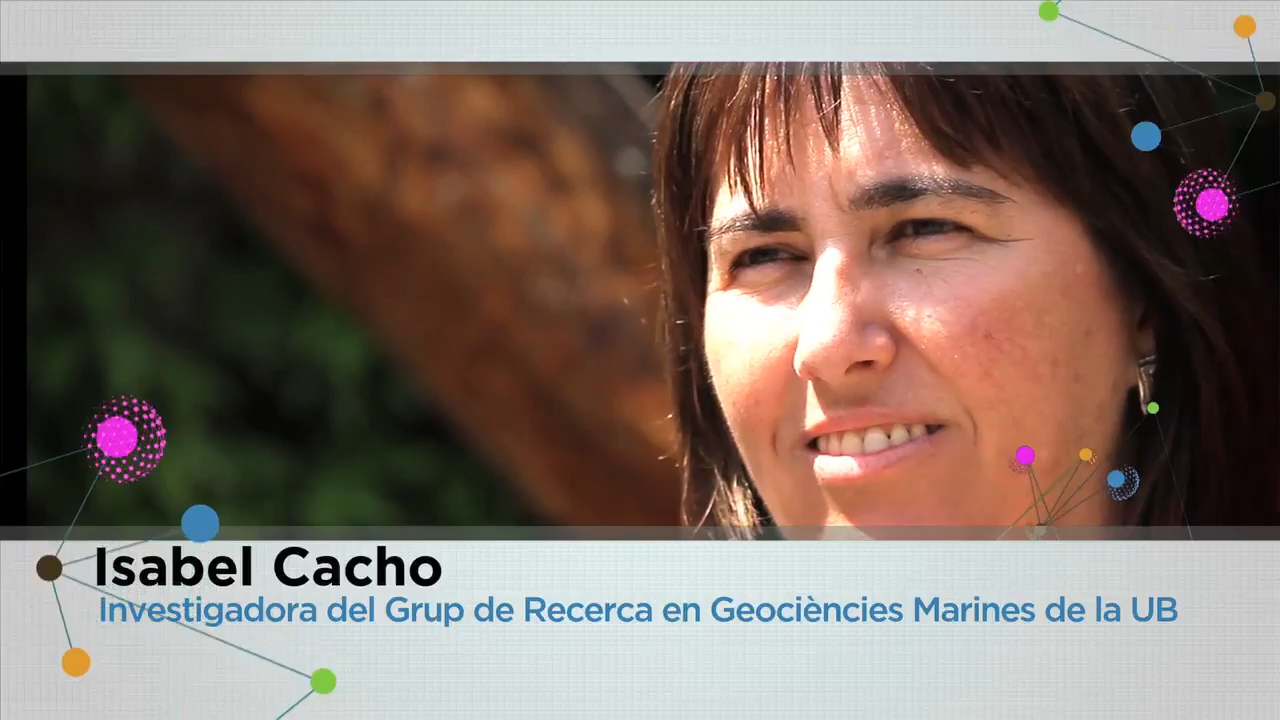 Isabel Cacho
Investigadora del Grup de Recerca en Geociències Marines de la UB